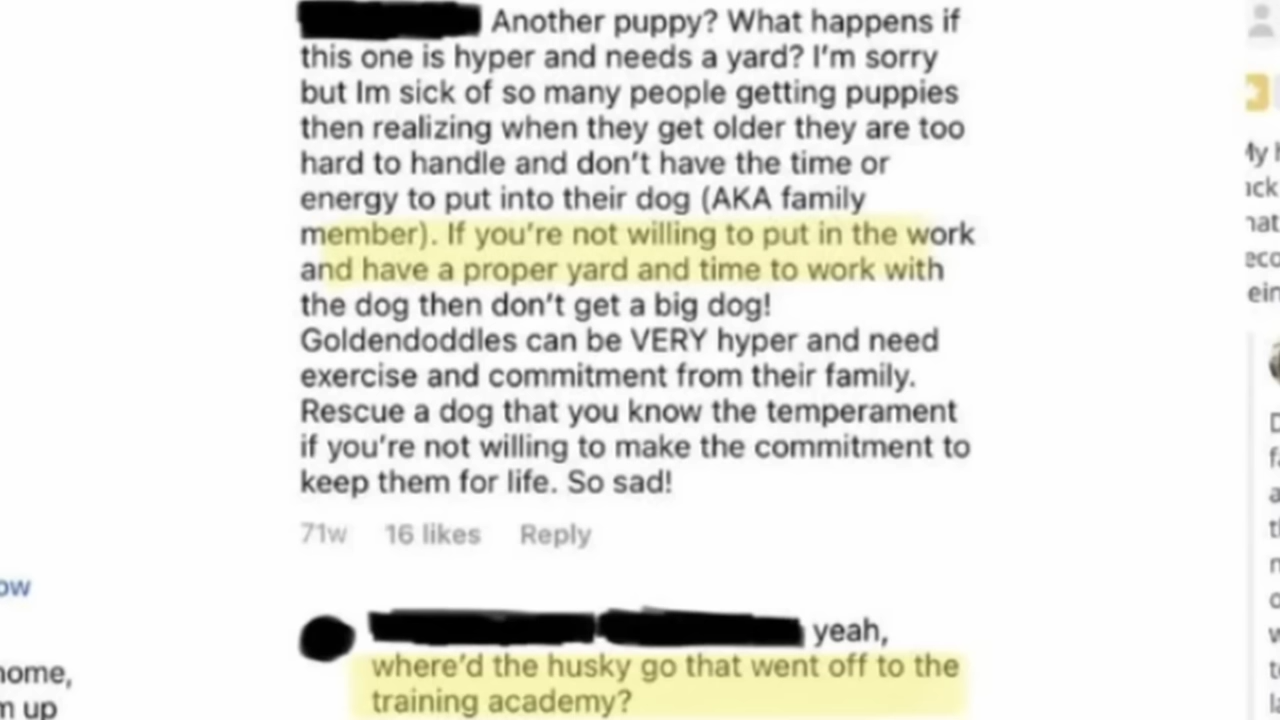 Another puppy? What happens if
this one is hyper and needs a yard? I'm sorry
but Im sick of so many people getting puppies
then realizing when they get older they are too
hard to handle and don't have the time or
energy to put into their dog (AKA family
member). If you're not willing to put in the work
and have a proper yard and time to work with
the dog then don't get a big dog!
Goldendoddles can be VERY hyper and need
exercise and commitment from their family.
Rescue a dog that you know the temperament
if you're not willing to make the commitment to
keep them for life. So sad!
71w 16 likes Reply
yeah,
where'd the husky go that went off to the
training academy?